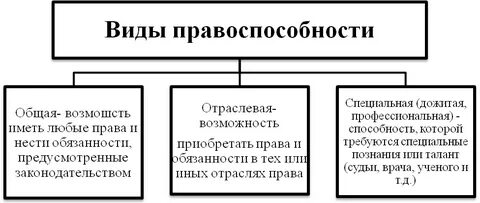 Виды правоспособности
Общая- возмошсть
иметь любые права и
нести обязанности,
предусмотренные
законодательством
Отраслевая-
возможность
приобретать права и
обязанности в тех или
иных отраслях права
Специальная (дожитая,
профессиональная) -
способность, которой
требуются специальные
познания или талант
(судьи, врача, ученого и
т.д.)